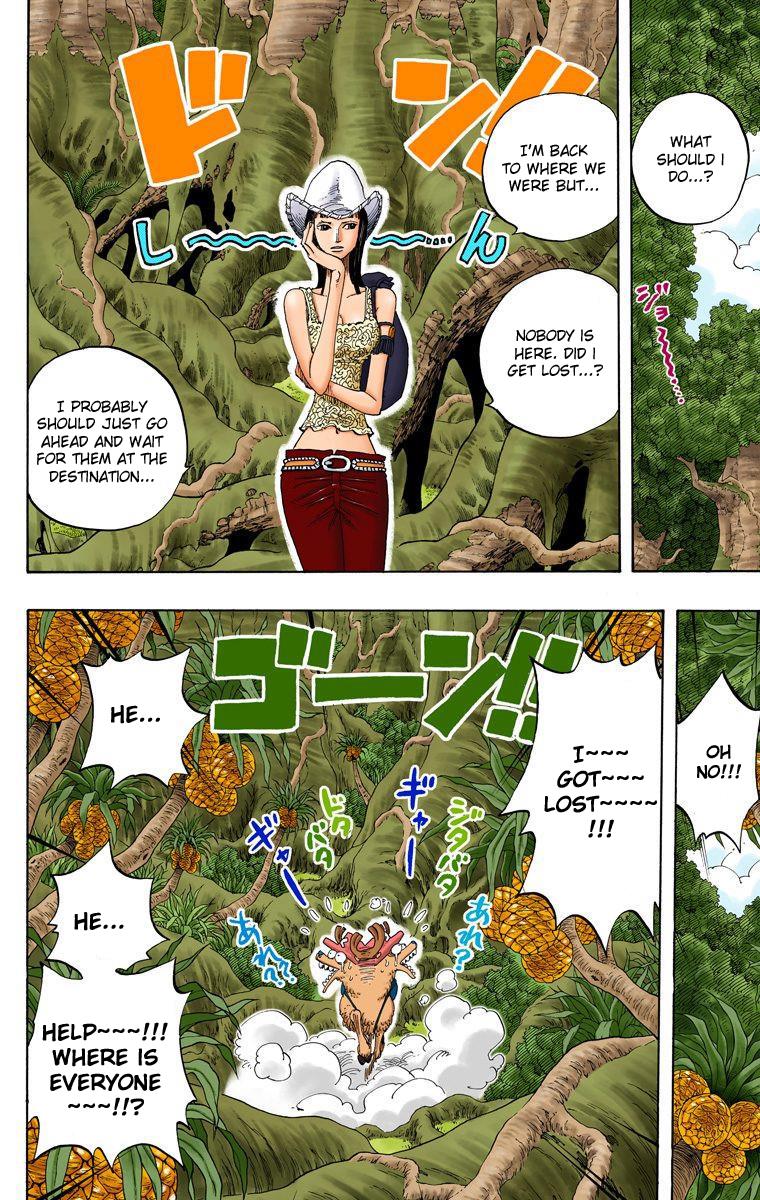 WHAT
SHOULD I
DO...?
ジョ〜〜...
ドン!!
I'M BACK
TO WHERE WE
WERE BUT...
し〜〜〜ん
NOBODY IS
HERE. DID I
GET LOST...?
I PROBABLY
SHOULD JUST GO
AHEAD AND WAIT
FOR THEM AT THE
DESTINATION...
OH
NO!!!
ゴーン!!
I~~~
GOT~~~
LOST~~~~
!!!
ジタバタ
ギャー
ドタ
バタ
ギャー
あれ?
あれ??
HE...
HE...
HELP~~~!!!
WHERE IS
EVERYONE
~~~!!?